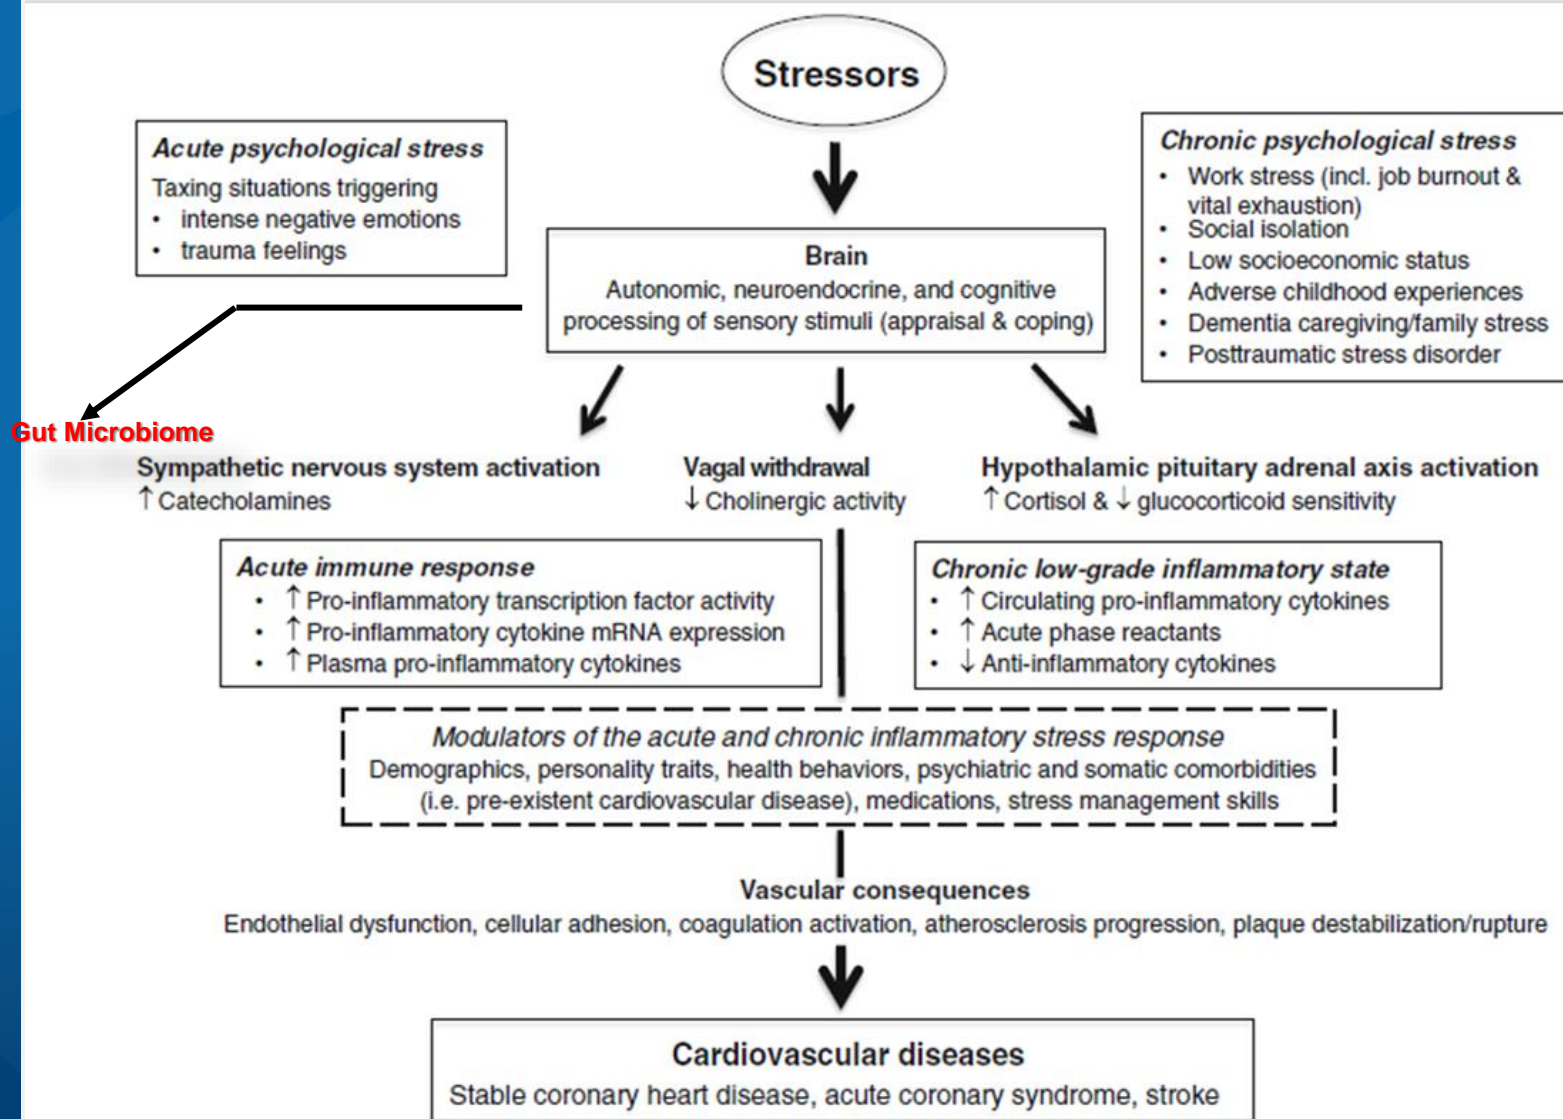 Stressors
Acute psychological stress
Taxing situations triggering
• intense negative emotions
• trauma feelings
Chronic psychological stress
• Work stress (incl. job burnout &
vital exhaustion)
• Social isolation
• Low socioeconomic status
• Adverse childhood experiences
• Dementia caregiving/family stress
• Posttraumatic stress disorder
Brain
Autonomic, neuroendocrine, and cognitive
processing of sensory stimuli (appraisal & coping)
Gut Microbiome
Sympathetic nervous system activation
↑ Catecholamines
Vagal withdrawal
↓ Cholinergic activity
Hypothalamic pituitary adrenal axis activation
↑ Cortisol & ↓ glucocorticoid sensitivity
Acute immune response
• ↑ Pro-inflammatory transcription factor activity
• ↑ Pro-inflammatory cytokine mRNA expression
• ↑ Plasma pro-inflammatory cytokines
Chronic low-grade inflammatory state
• ↑ Circulating pro-inflammatory cytokines
• ↑ Acute phase reactants
• ↓ Anti-inflammatory cytokines
Modulators of the acute and chronic inflammatory stress response
Demographics, personality traits, health behaviors, psychiatric and somatic comorbidities
(i.e. pre-existent cardiovascular disease), medications, stress management skills
Vascular consequences
Endothelial dysfunction, cellular adhesion, coagulation activation, atherosclerosis progression, plaque destabilization/rupture
Cardiovascular diseases
Stable coronary heart disease, acute coronary syndrome, stroke